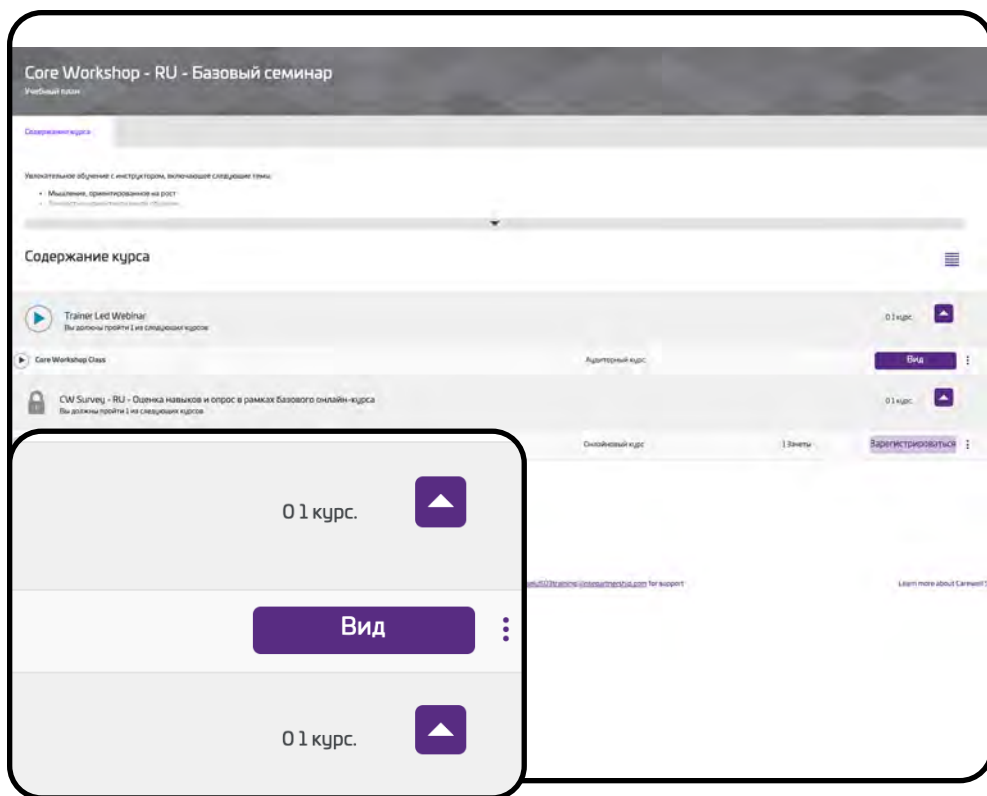 Core Workshop - RU - Базовый семинар
Учебный план
Содержание курса
Увлекательное обучение с инструктором, включающее следующие темы:
• Мышление, ориентированное на рост
Содержание курса
Trainer Led Webinar
Вы должны пройти 1 из следующих курсов
0 1 курс.
Core Workshop Class
Аудиторный курс
Вид
CW Survey - RU - Оценка навыков и опрос в рамках базового онлайн-курса
Вы должны пройти 1 из следующих курсов
0 1 курс.
Онлайновый курс
1 Зачеты
Зарегистрироваться
for support
Learn more about Carewell
0 1 курс.
Вид
0 1 курс.